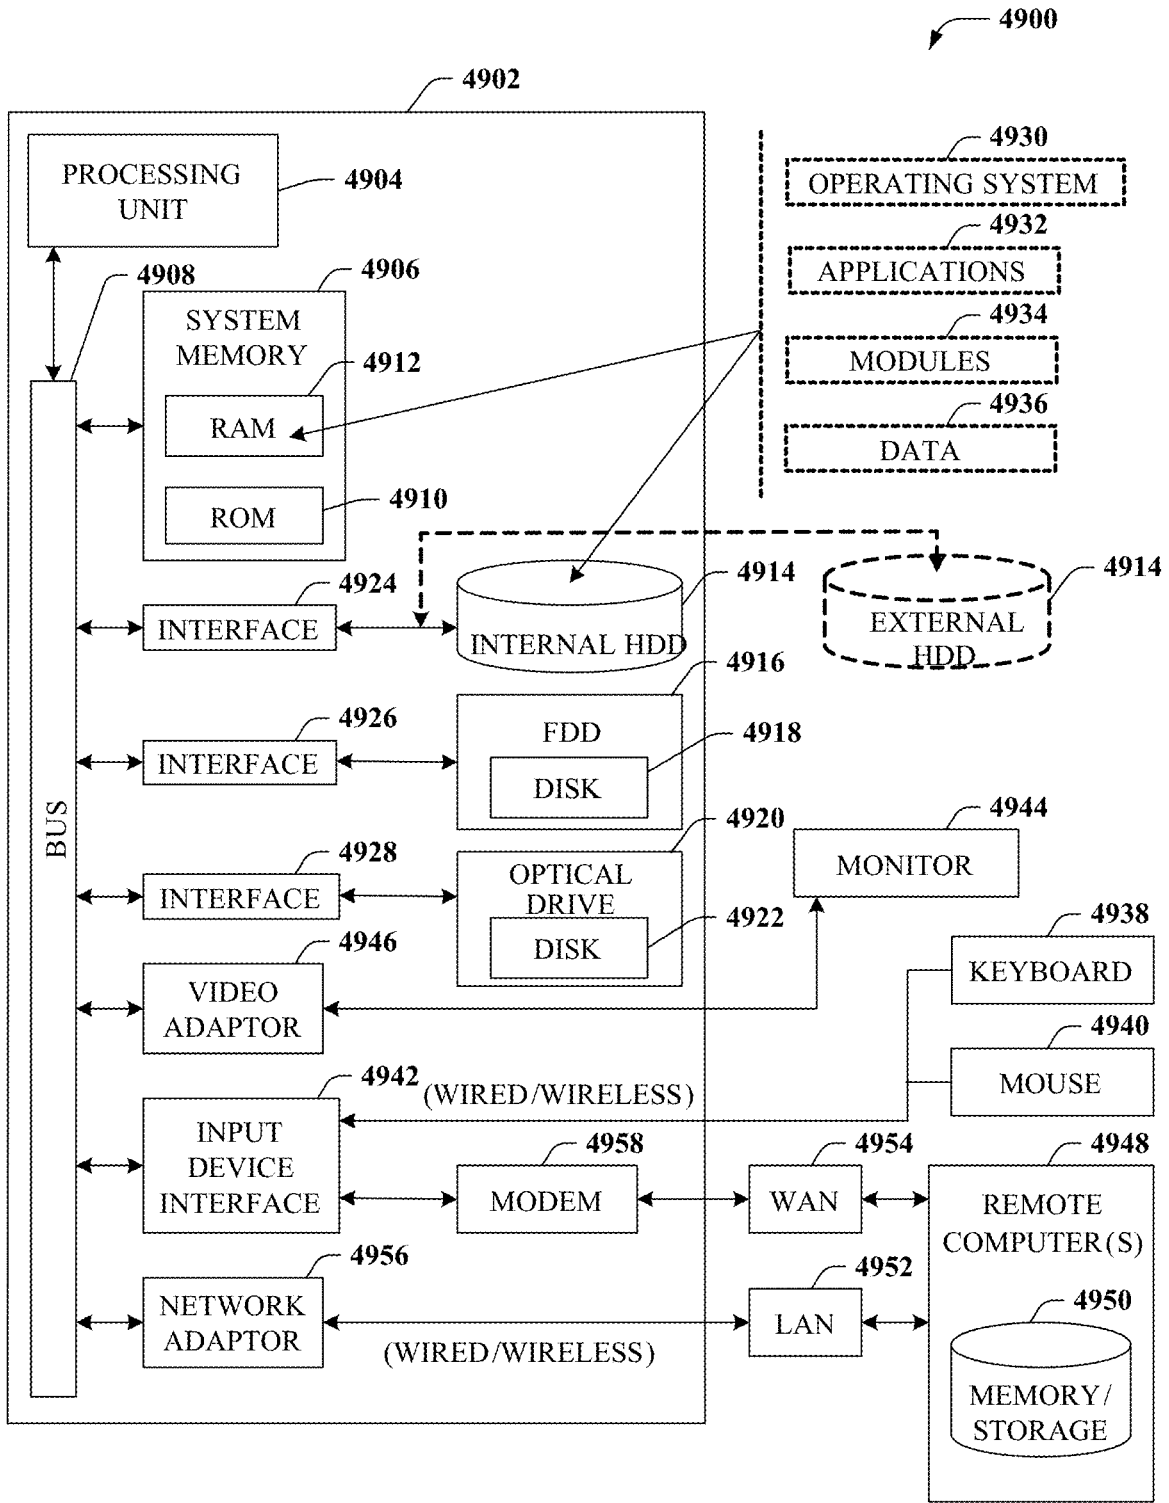 4900
4902
PROCESSING
UNIT
4904
4930
OPERATING SYSTEM
4932
APPLICATIONS
4934
MODULES
4936
DATA
4908
4906
SYSTEM
MEMORY
4912
RAM
4910
ROM
4924
INTERFACE
4914
INTERNAL HDD
4914
EXTERNAL
HDD
4926
INTERFACE
4916
FDD
4918
DISK
BUS
4928
INTERFACE
4920
OPTICAL
DRIVE
4922
DISK
4944
MONITOR
4946
VIDEO
ADAPTOR
4938
KEYBOARD
4940
MOUSE
4942
(WIRED/WIRELESS)
INPUT
DEVICE
INTERFACE
4958
MODEM
4954
WAN
4948
REMOTE
COMPUTER(S)
4956
NETWORK
ADAPTOR
(WIRED/WIRELESS)
4952
LAN
4950
MEMORY/
STORAGE